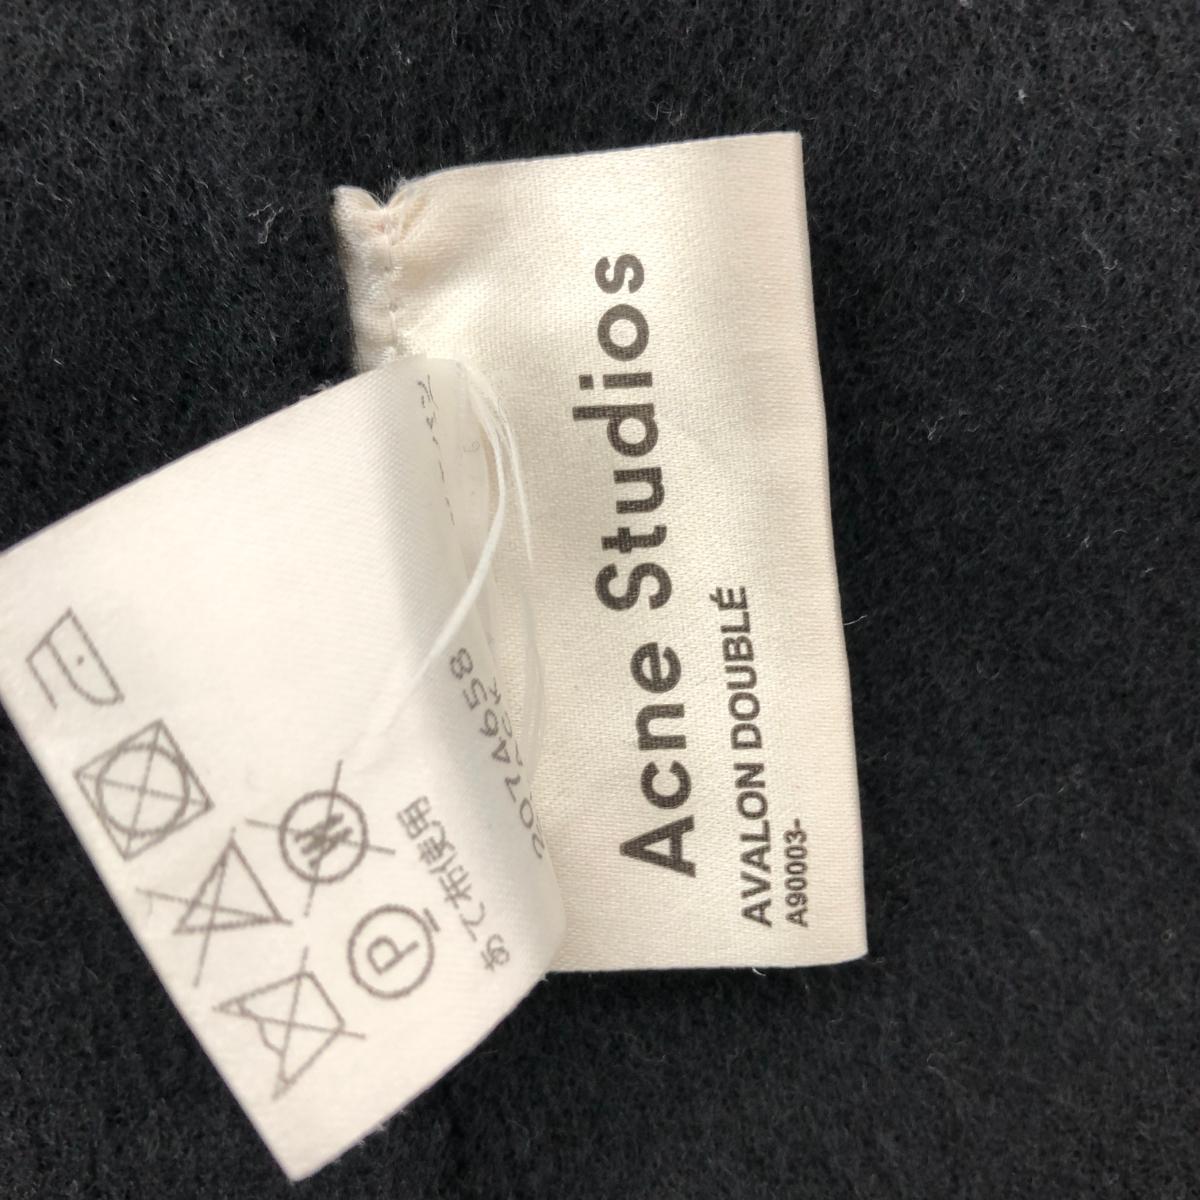 Acne Studios
AVALON DOUBLÉ
A90003-
2074658
あて布使用
P
W